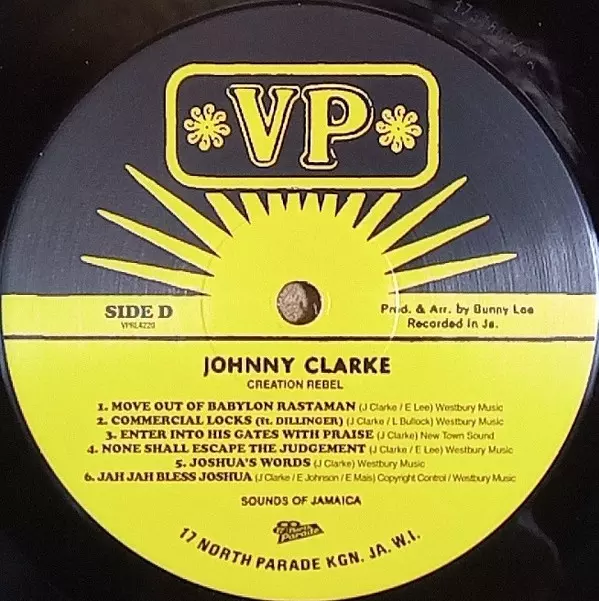 VP
SIDE D
VPRL4220
Prod. & Arr. by Bunny Lee
Recorded in Ja.
JOHNNY CLARKE
CREATION REBEL
1. MOVE OUT OF BABYLON RASTAMAN (J Clarke / E Lee) Westbury Music
2. COMMERCIAL LOCKS (ft. DILLINGER) (J Clarke / L Bullock) Westbury Music
3. ENTER INTO HIS GATES WITH PRAISE (J Clarke) New Town Sound
4. NONE SHALL ESCAPE THE JUDGEMENT (J Clarke / E Lee) Westbury Music
5. JOSHUA'S WORDS (J Clarke) Westbury Music
6. JAH JAH BLESS JOSHUA (J Clarke / E Johnson / E Mais) Copyright Control / Westbury Music
SOUNDS OF JAMAICA
17 North
Parade
17 NORTH PARADE KGN. JA. W.I.